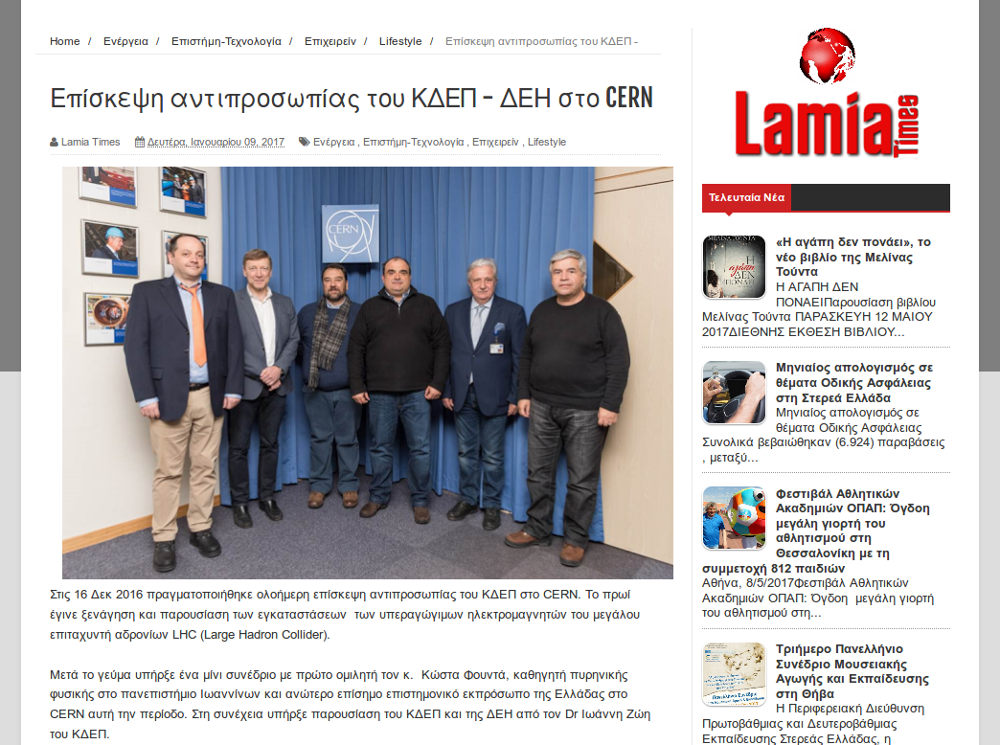 Home / Ενέργεια / Επιστήμη-Τεχνολογία / Επιχειρείν / Lifestyle / Επίσκεψη αντιπροσωπίας του ΚΔΕΠ -
Επίσκεψη αντιπροσωπίας του ΚΔΕΠ - ΔΕΗ στο CERN
Lamia Times Δευτέρα, Ιανουαρίου 09, 2017 Ενέργεια , Επιστήμη-Τεχνολογία , Επιχειρείν , Lifestyle
CERN
Στις 16 Δεκ 2016 πραγματοποιήθηκε ολοήμερη επίσκεψη αντιπροσωπίας του ΚΔΕΠ στο CERN. Το πρωί
έγινε ξενάγηση και παρουσίαση των εγκαταστάσεων των υπεραγώγιμων ηλεκτρομαγνητών του μεγάλου
επιταχυντή αδρονίων LHC (Large Hadron Collider).
Μετά το γεύμα υπήρξε ένα μίνι συνέδριο με πρώτο ομιλητή τον κ. Κώστα Φουντά, καθηγητή πυρηνικής
φυσικής στο πανεπιστήμιο Ιωαννίνων και ανώτερο επίσημο επιστημονικό εκπρόσωπο της Ελλάδας στο
CERN αυτή την περίοδο. Στη συνέχεια υπήρξε παρουσίαση του ΚΔΕΠ και της ΔΕΗ από τον Dr Ιωάννη Ζώη
του ΚΔΕΠ.
Lamia
Times
Τελευταία Νέα
«Η αγάπη δεν πονάει», το
νέο βιβλίο της Μελίνας
Τούντα
Η ΑΓΑΠΗ ΔΕΝ
ΠΟΝΑΕΙΠαρουσίαση βιβλίου
Μελίνας Τούντα ΠΑΡΑΣΚΕΥΗ 12 ΜΑΙΟΥ
2017ΔΙΕΘΝΗΣ ΕΚΘΕΣΗ ΒΙΒΛΙΟΥ...
Μηνιαίος απολογισμός σε
θέματα Οδικής Ασφάλειας
στη Στερεά Ελλάδα
Μηνιαίος απολογισμός σε
θέματα Οδικής Ασφάλειας
Συνολικά βεβαιώθηκαν (6.924) παραβάσεις
, μεταξύ...
Φεστιβάλ Αθλητικών
Ακαδημιών ΟΠΑΠ: Όγδοη
μεγάλη γιορτή του
αθλητισμού στη
Θεσσαλονίκη με τη
συμμετοχή 812 παιδιών
Αθήνα, 8/5/2017Φεστιβάλ Αθλητικών
Ακαδημιών ΟΠΑΠ: Όγδοη μεγάλη γιορτή
του αθλητισμού στη...
Τριήμερο Πανελλήνιο
Συνέδριο Μουσειακής
Αγωγής και Εκπαίδευσης
στη Θήβα
Η Περιφερειακή Διεύθυνση
Πρωτοβάθμιας και Δευτεροβάθμιας
Εκπαίδευσης Στερεάς Ελλάδας, η